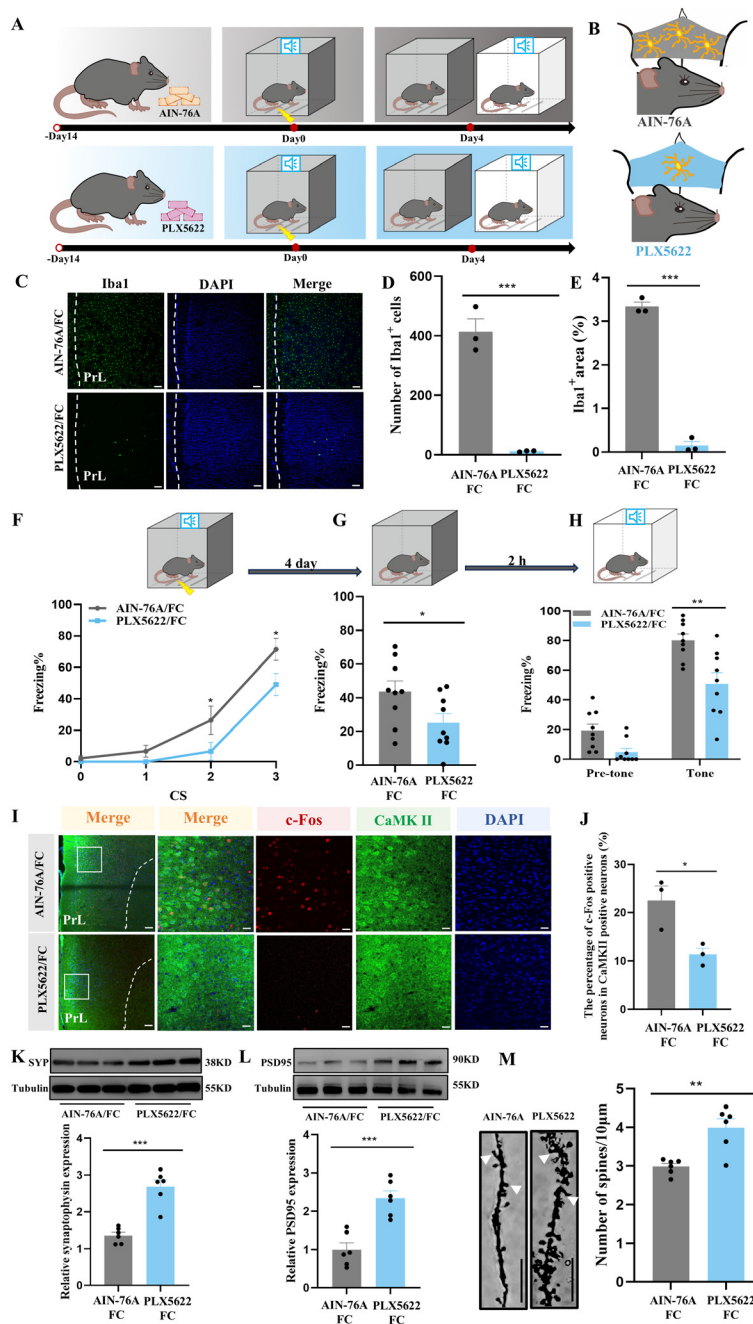 A
AIN-76A
-Day14
Day0
Day4
PLX5622
-Day14
Day0
Day4
B
AIN-76A
PLX5622
C
Iba1
DAPI
Merge
AIN-76A/FC
PrL
PLX5622/FC
PrL
D
Number of Iba1+ cells
600
400
200
0
***
AIN-76A
FC
PLX5622
FC
E
Iba1+ area (%)
4
3
2
1
0
***
AIN-76A
FC
PLX5622
FC
F
4 day
G
2 h
H
Freezing%
100
80
60
40
20
0
AIN-76A/FC
PLX5622/FC
*
*
0
1
2
3
CS
Freezing%
100
80
60
40
20
0
*
AIN-76A
FC
PLX5622
FC
Freezing%
100
80
60
40
20
0
AIN-76A/FC
PLX5622/FC
**
Pre-tone
Tone
I
Merge
Merge
c-Fos
CaMK II
DAPI
AIN-76A/FC
PrL
PLX5622/FC
PrL
J
The percentage of c-Fos positive
neurons in CaMKII positive neurons (%)
30
20
10
0
*
AIN-76A
FC
PLX5622
FC
K
SYP
38KD
Tubulin
55KD
AIN-76A/FC
PLX5622/FC
Relative synaptophysin expression
4
3
2
1
0
***
AIN-76A
FC
PLX5622
FC
L
PSD95
90KD
Tubulin
55KD
AIN-76A/FC
PLX5622/FC
Relative PSD95 expression
4
3
2
1
0
***
AIN-76A
FC
PLX5622
FC
M
AIN-76A
PLX5622
Number of spines/10μm
5
4
3
2
1
0
**
AIN-76A
FC
PLX5622
FC